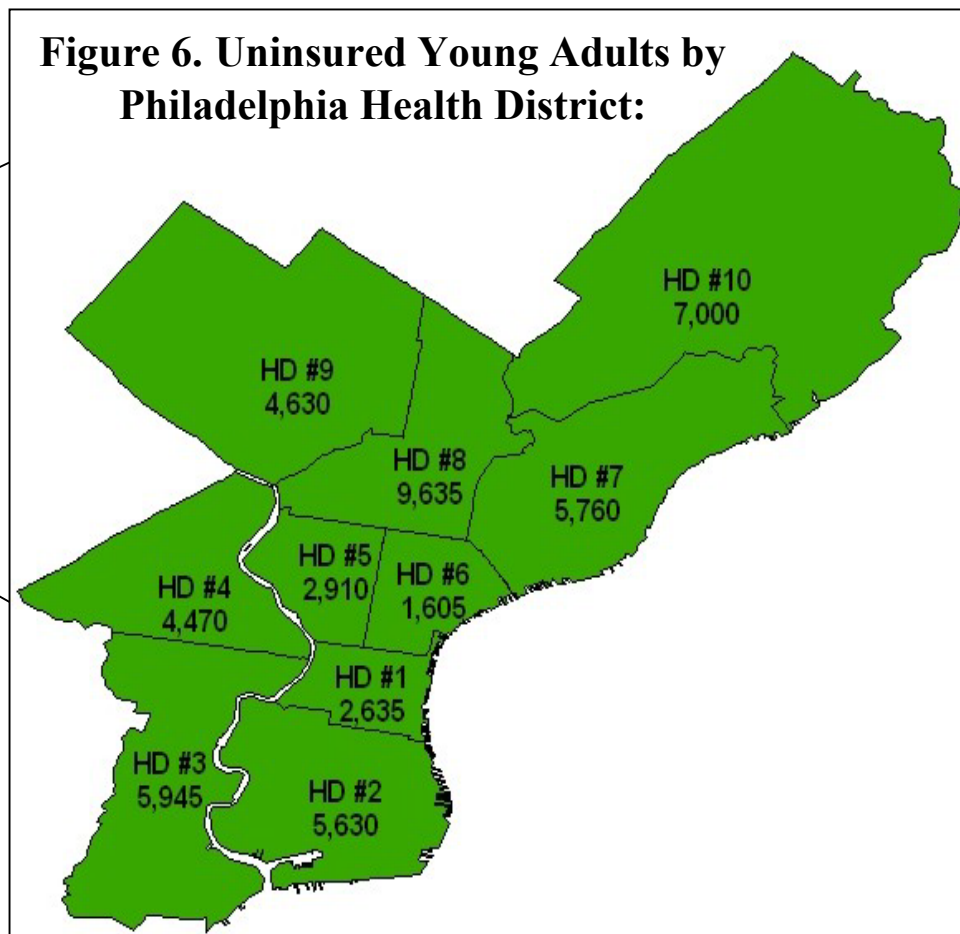 Figure 6. Uninsured Young Adults by
Philadelphia Health District:
HD #10
7,000
HD #9
4,630
HD #8
9,635
HD #7
5,760
HD #5
2,910
HD #6
1,605
HD #4
4,470
HD #1
2,635
HD #3
5,945
HD #2
5,630